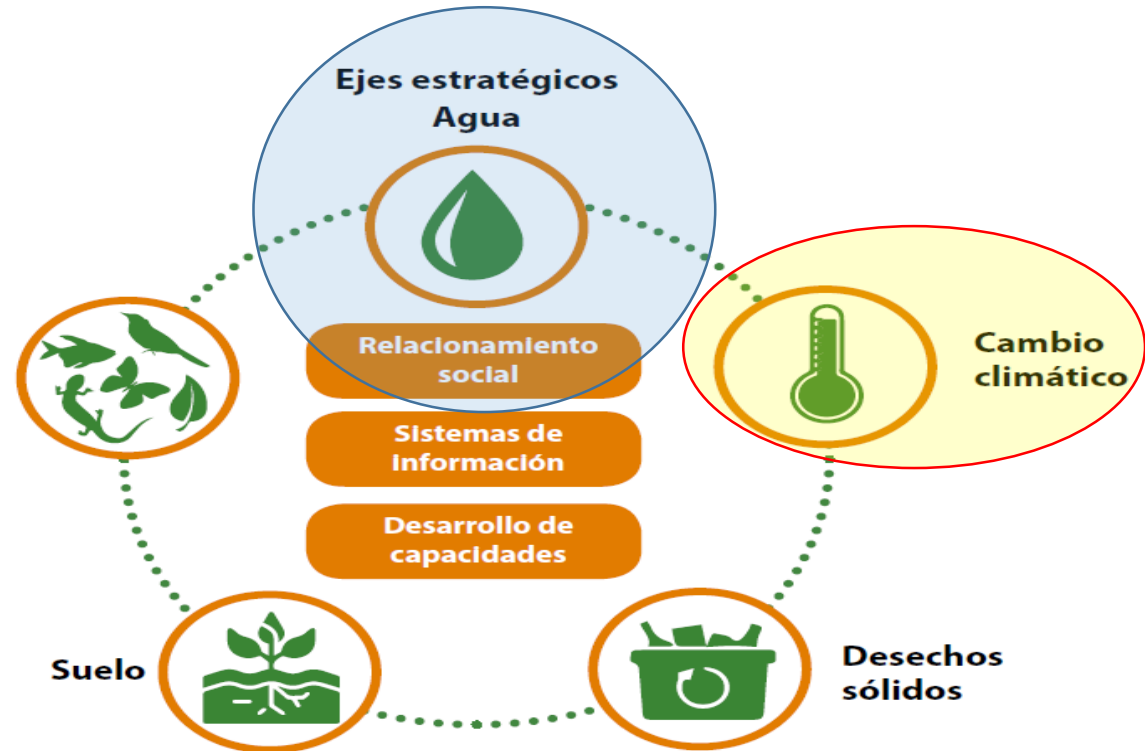 Ejes estratégicos
Agua
Relacionamiento
social
Cambio
climático
Sistemas de
información
Desarrollo de
capacidades
Suelo
Desechos
sólidos